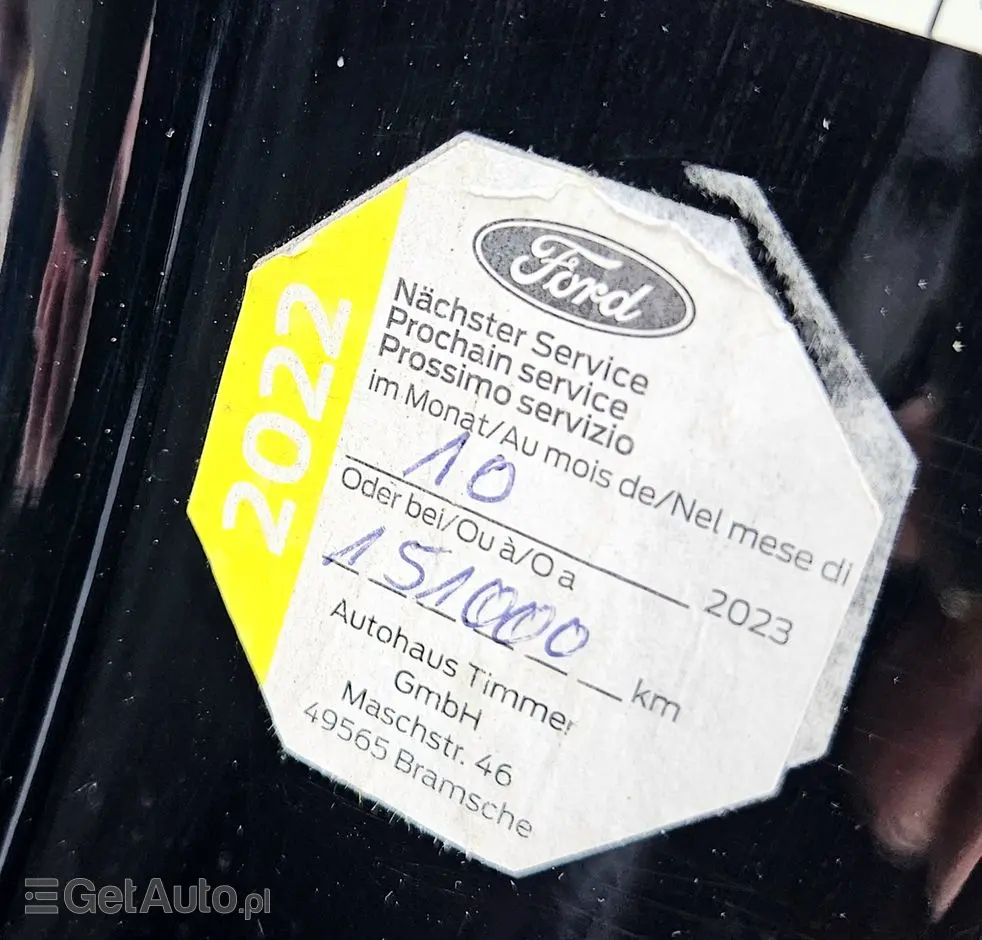 2022
Ford
Nächster Service
Prochain service
Prossimo servizio
im Monat/Au mois de/Nel mese di
10 2023
Oder bei/Ou à/O a
151000 km
Autohaus Timmer
GmbH
Maschstr. 46
49565 Bramsche
GetAuto.pl